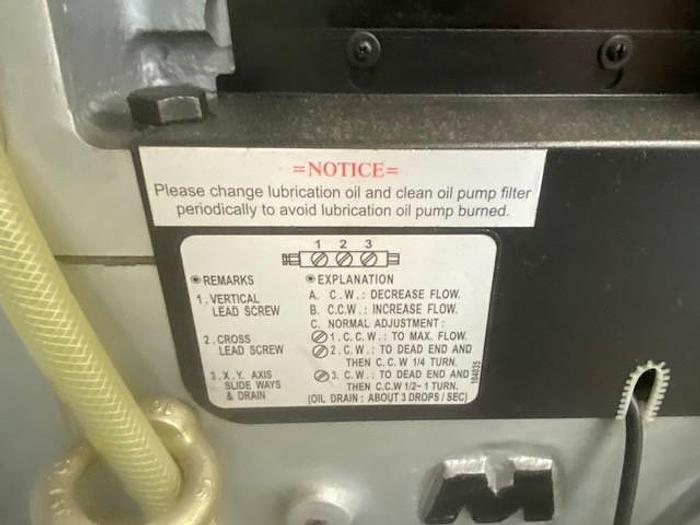 =NOTICE=
Please change lubrication oil and clean oil pump filter
periodically to avoid lubrication oil pump burned.
1 2 3
REMARKS
1. VERTICAL
LEAD SCREW
2. CROSS
LEAD SCREW
3. X. Y. AXIS
SLIDE WAYS
& DRAIN
EXPLANATION
A. C.W.: DECREASE FLOW.
B. C.C.W.: INCREASE FLOW.
C. NORMAL ADJUSTMENT:
1. C.C.W.: TO MAX. FLOW.
2. C.W.: TO DEAD END AND
THEN C.C.W 1/4 TURN.
3. C.W.: TO DEAD END AND
THEN C.C.W 1/2~1 TURN.
(OIL DRAIN: ABOUT 3 DROPS / SEC)
M